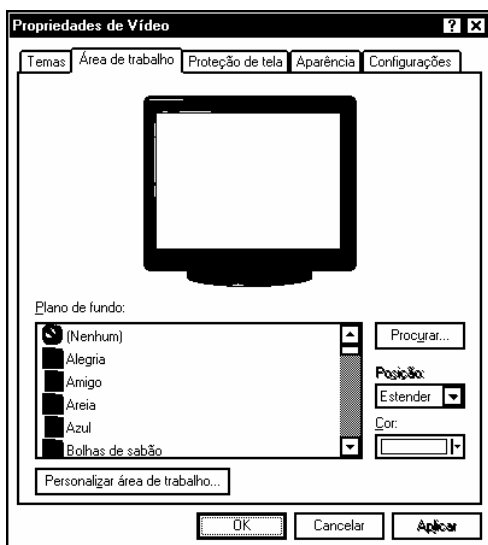 Propriedades de Vídeo
Temas Área de trabalho Proteção de tela Aparência Configurações
Plano de fundo:
(Nenhum)
Alegria
Amigo
Areia
Azul
Bolhas de sabão
Procurar...
Posição:
Estender
Cor:
Personalizar área de trabalho...
OK Cancelar Aplicar